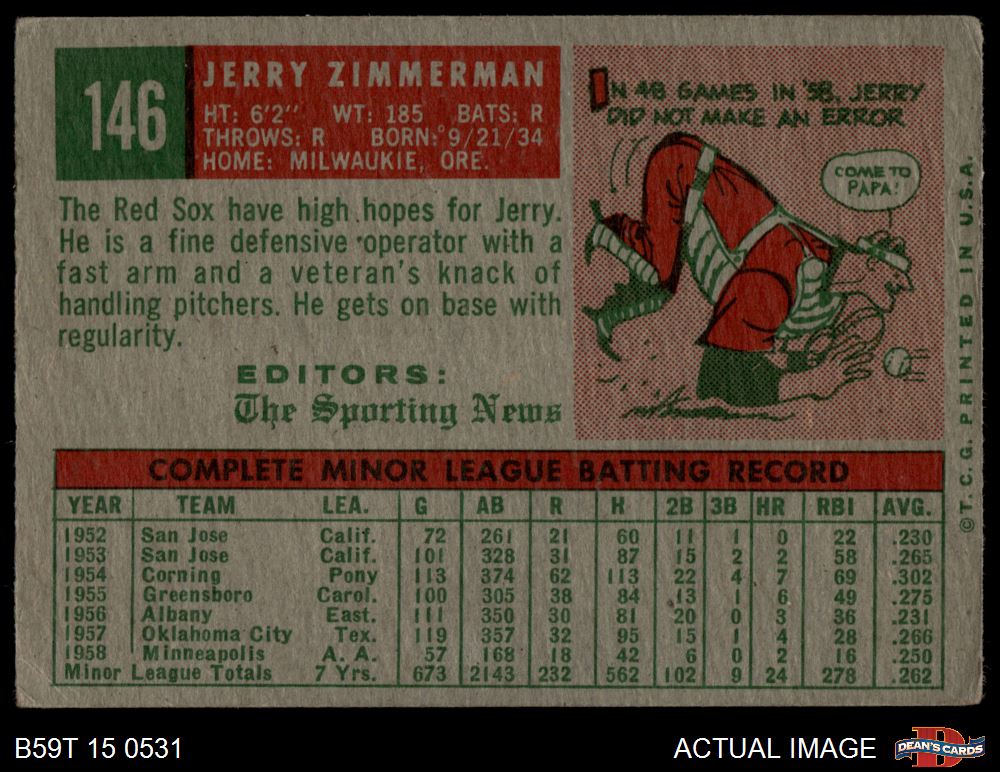 146
JERRY ZIMMERMAN
HT: 6'2" WT: 185 BATS: R
THROWS: R BORN: 9/21/34
HOME: MILWAUKIE, ORE.
The Red Sox have high hopes for Jerry.
He is a fine defensive operator with a
fast arm and a veteran's knack of
handling pitchers. He gets on base with
regularity.
EDITORS:
The Sporting News
IN 48 GAMES IN '58, JERRY
DID NOT MAKE AN ERROR
COME TO
PAPA!
COMPLETE MINOR LEAGUE BATTING RECORD
YEAR TEAM LEA. G AB R H 2B 3B HR RBI AVG.
1952 San Jose Calif. 72 261 21 60 11 1 0 22 .230
1953 San Jose Calif. 101 328 31 87 15 2 2 58 .265
1954 Corning Pony 113 374 62 113 22 4 7 69 .302
1955 Greensboro Carol. 100 305 38 84 13 1 6 49 .275
1956 Albany East. 111 350 30 81 20 0 3 36 .231
1957 Oklahoma City Tex. 119 357 32 95 15 1 4 28 .266
1958 Minneapolis A. A. 57 168 18 42 6 0 2 16 .250
Minor League Totals 7 Yrs. 673 2143 232 562 102 9 24 278 .262
©T.C.G. PRINTED IN U.S.A.
B59T 15 0531
ACTUAL IMAGE
DEAN'S CARDS